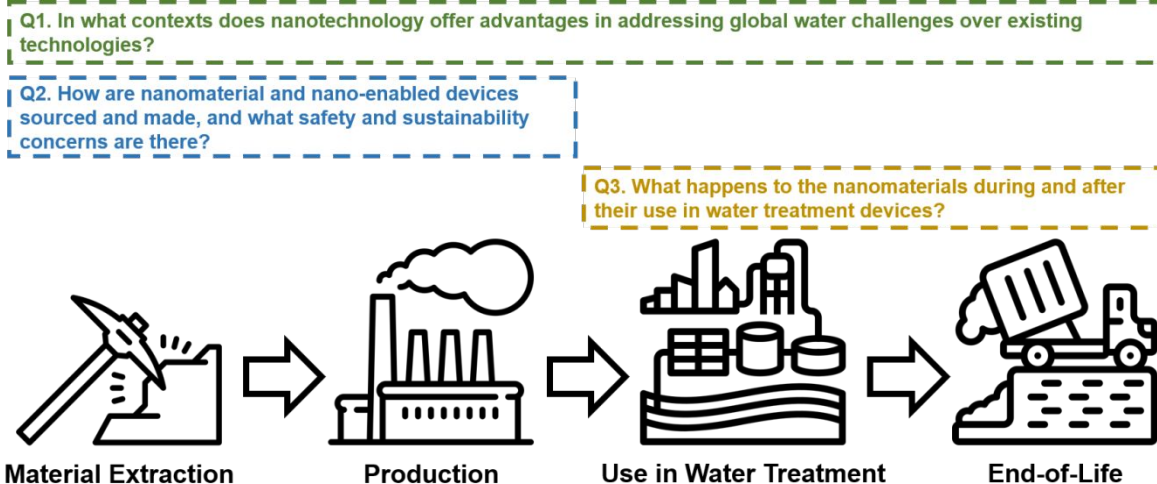 Q1. In what contexts does nanotechnology offer advantages in addressing global water challenges over existing
technologies?
Q2. How are nanomaterial and nano-enabled devices
sourced and made, and what safety and sustainability
concerns are there?
Q3. What happens to the nanomaterials during and after
their use in water treatment devices?
Material Extraction
Production
Use in Water Treatment
End-of-Life